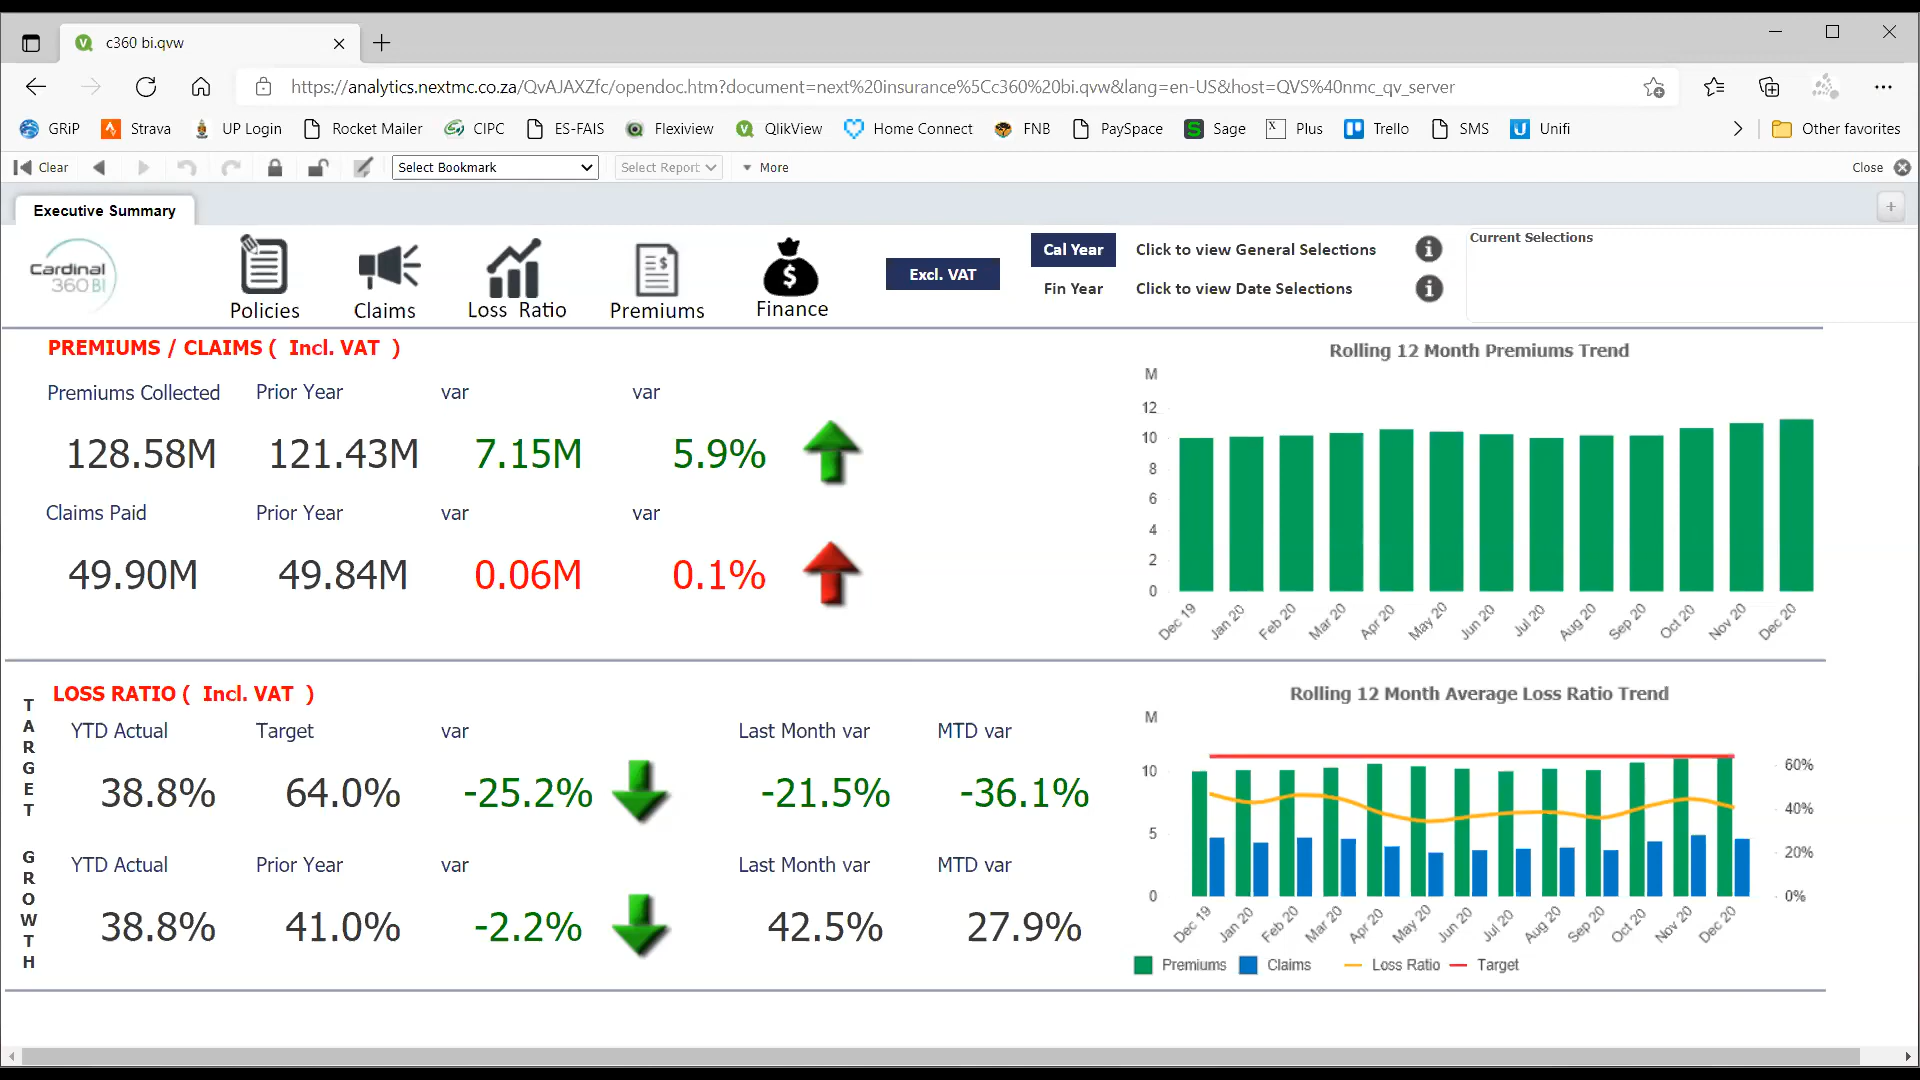 c360 bi.qvw
https://analytics.nextmc.co.za/QvAJAXZfc/opendoc.htm?document=next%20insurance%5Cc360%20bi.qvw&lang=en-US&host=QVS%40nmc_qv_server
GRiP Strava UP Login Rocket Mailer CIPC ES-FAIS Flexiview QlikView Home Connect FNB PaySpace Sage Plus Trello SMS Unifi Other favorites
Clear Select Bookmark Select Report More Close
Executive Summary
Cardinal
360BI
Policies Claims Loss Ratio Premiums Finance
Excl. VAT
Cal Year Click to view General Selections
Fin Year Click to view Date Selections
Current Selections
PREMIUMS / CLAIMS ( Incl. VAT )
Premiums Collected Prior Year var var
128.58M 121.43M 7.15M 5.9%
Claims Paid Prior Year var var
49.90M 49.84M 0.06M 0.1%
Rolling 12 Month Premiums Trend
M
12
10
8
6
4
2
0
Dec 19 Jan 20 Feb 20 Mar 20 Apr 20 May 20 Jun 20 Jul 20 Aug 20 Sep 20 Oct 20 Nov 20 Dec 20
TARGET
GROWTH
LOSS RATIO ( Incl. VAT )
YTD Actual Target var Last Month var MTD var
38.8% 64.0% -25.2% -21.5% -36.1%
YTD Actual Prior Year var Last Month var MTD var
38.8% 41.0% -2.2% 42.5% 27.9%
Rolling 12 Month Average Loss Ratio Trend
M
10 60%
40%
5
20%
0 0%
Dec 19 Jan 20 Feb 20 Mar 20 Apr 20 May 20 Jun 20 Jul 20 Aug 20 Sep 20 Oct 20 Nov 20 Dec 20
Premiums Claims Loss Ratio Target